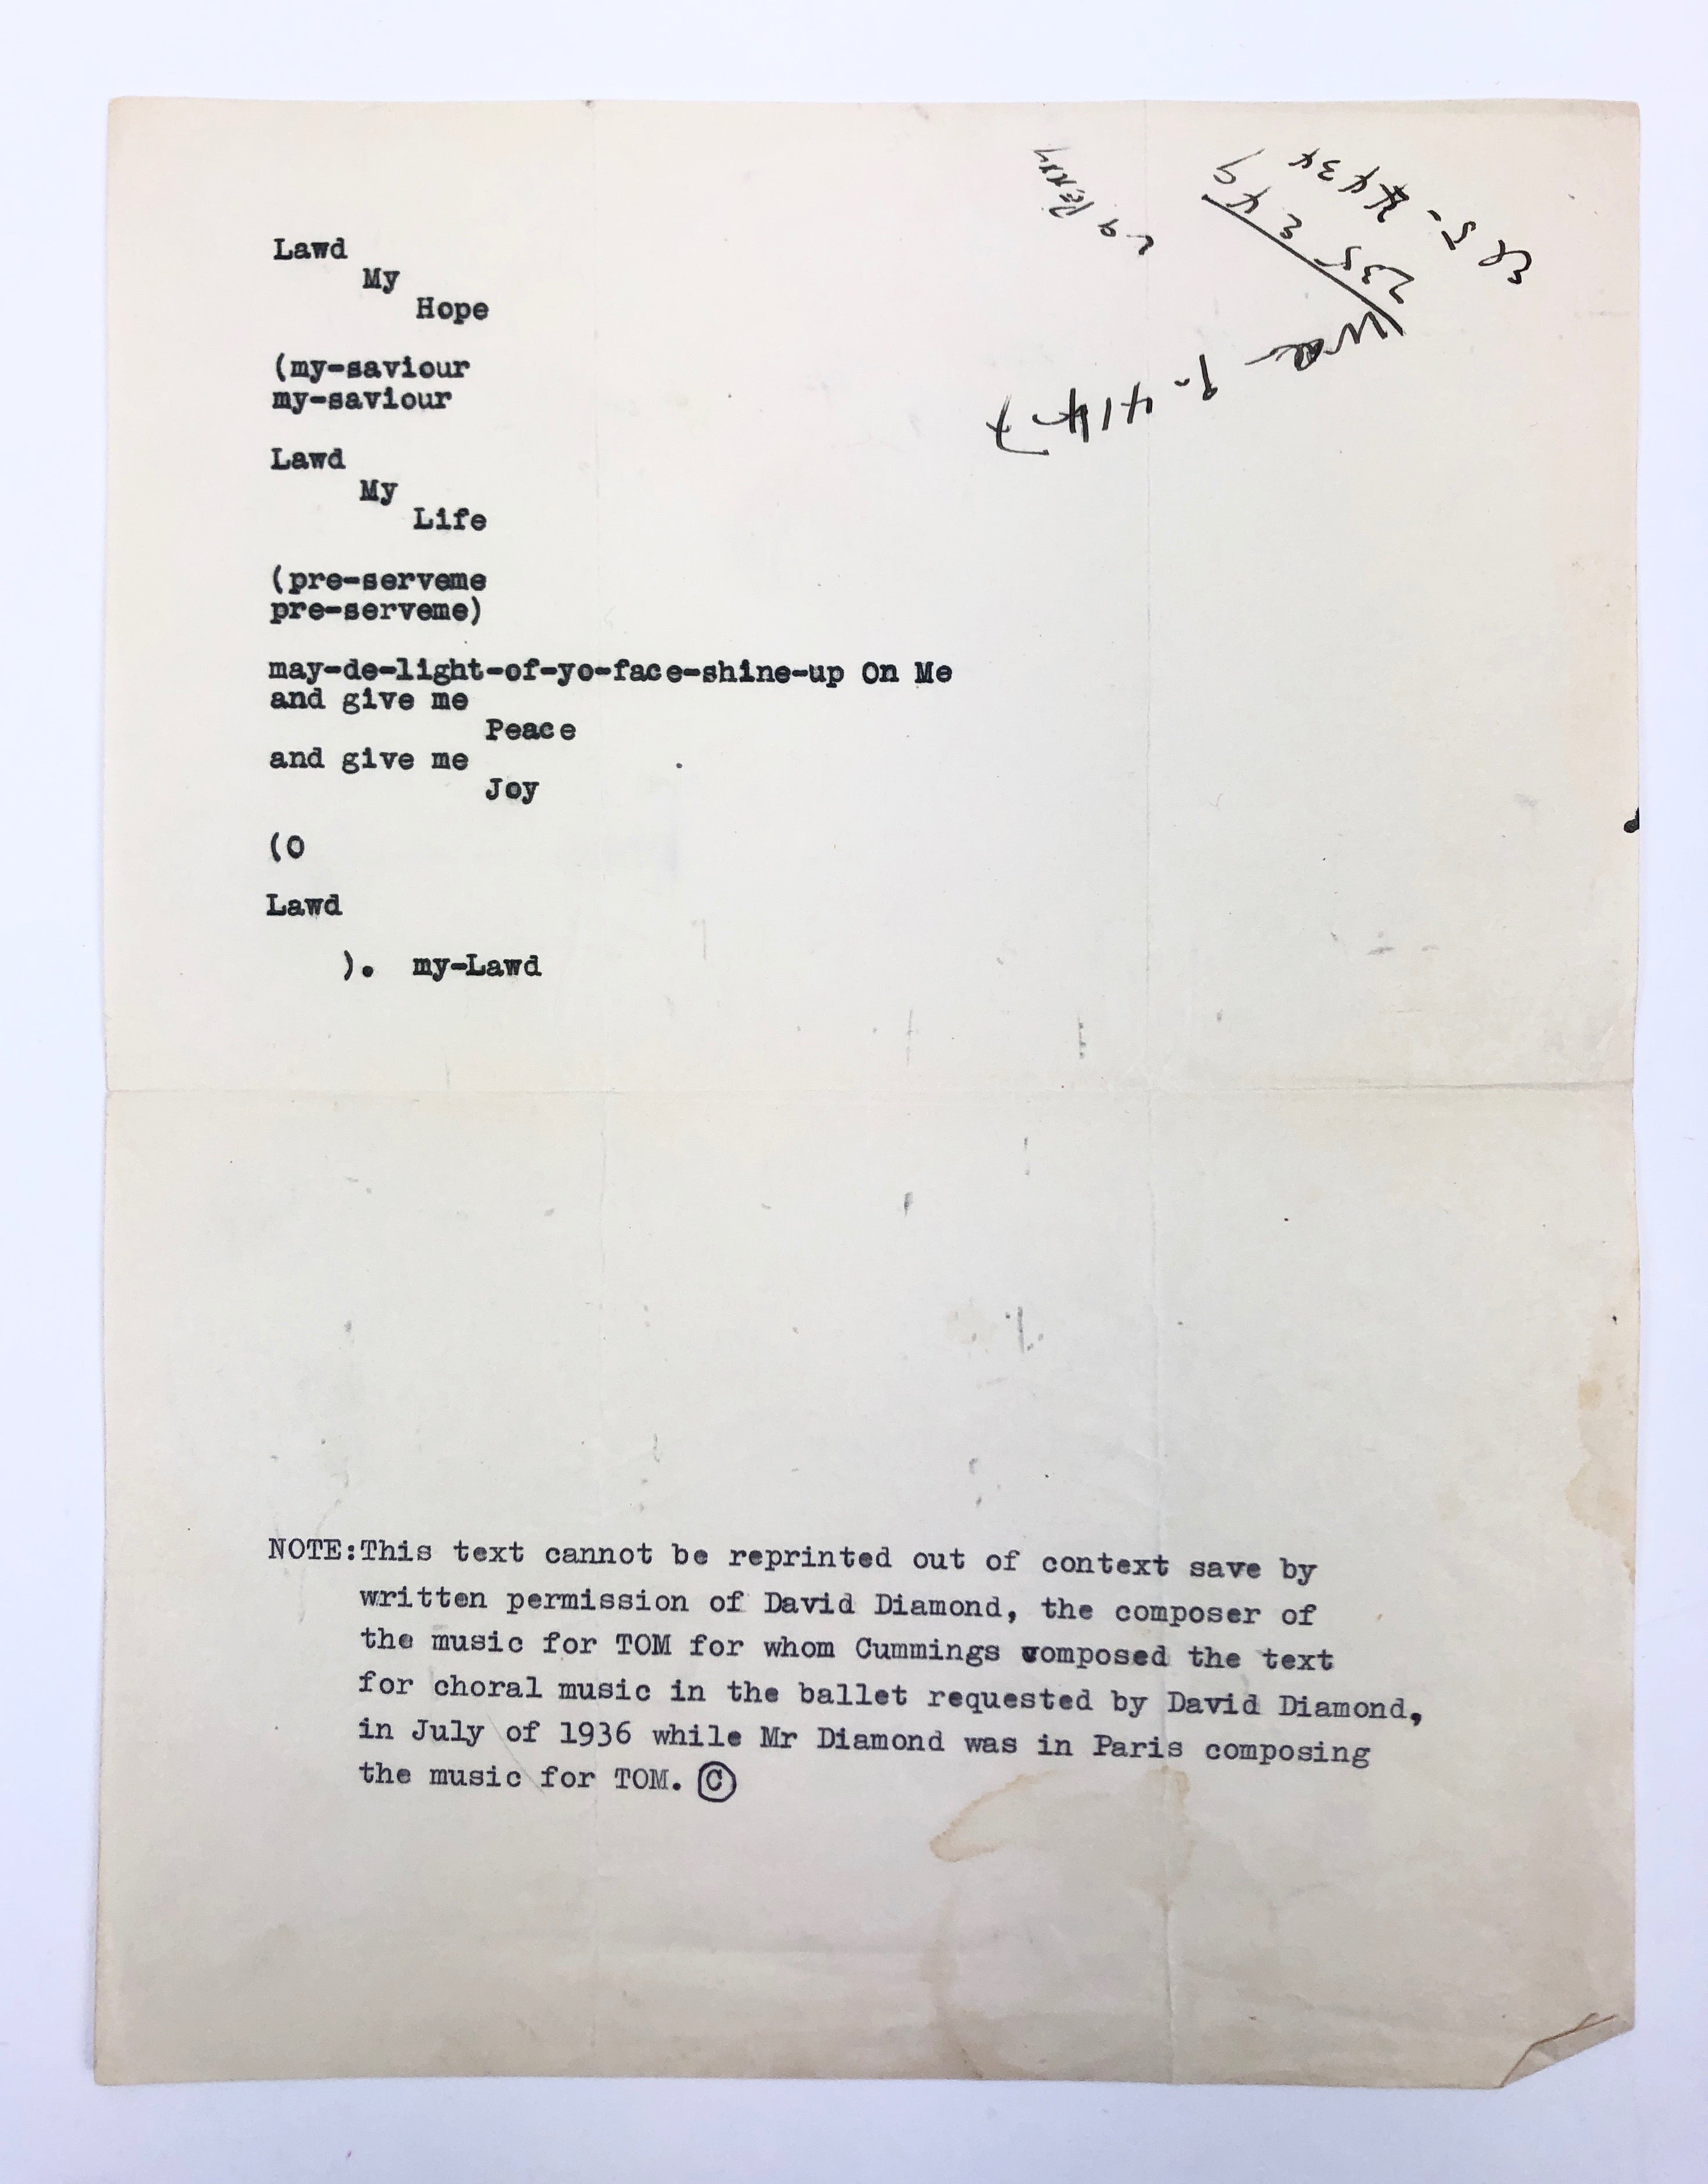 Lawd
My
Hope
(my-saviour
my-saviour
Lawd
My
Life
(pre-serveme
pre-serveme)
may-de-light-of-yo-face-shine-up On Me
and give me
Peace
and give me
Joy
(O
Lawd
). my-Lawd
NOTE:This text cannot be reprinted out of context save by
written permission of David Diamond, the composer of
the music for TOM for whom Cummings composed the text
for choral music in the ballet requested by David Diamond,
in July of 1936 while Mr Diamond was in Paris composing
the music for TOM. ©